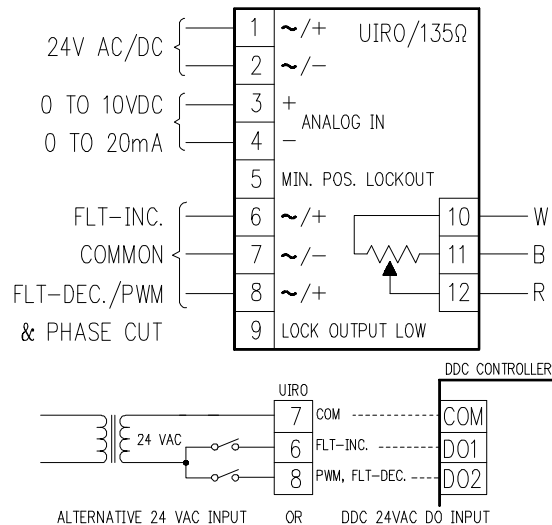 UIRO/135Ω
24V AC/DC
1 ~/+
2 ~/−
0 TO 10VDC
3 +
ANALOG IN
0 TO 20mA
4 −
5 MIN. POS. LOCKOUT
FLT-INC.
6 ~/+
10 W
COMMON
7 ~/−
11 B
FLT-DEC./PWM
8 ~/+
12 R
& PHASE CUT
9 LOCK OUTPUT LOW
DDC CONTROLLER
UIRO
7 COM COM
24 VAC
6 FLT-INC. DO1
8 PWM, FLT-DEC. DO2
ALTERNATIVE 24 VAC INPUT OR DDC 24VAC DO INPUT